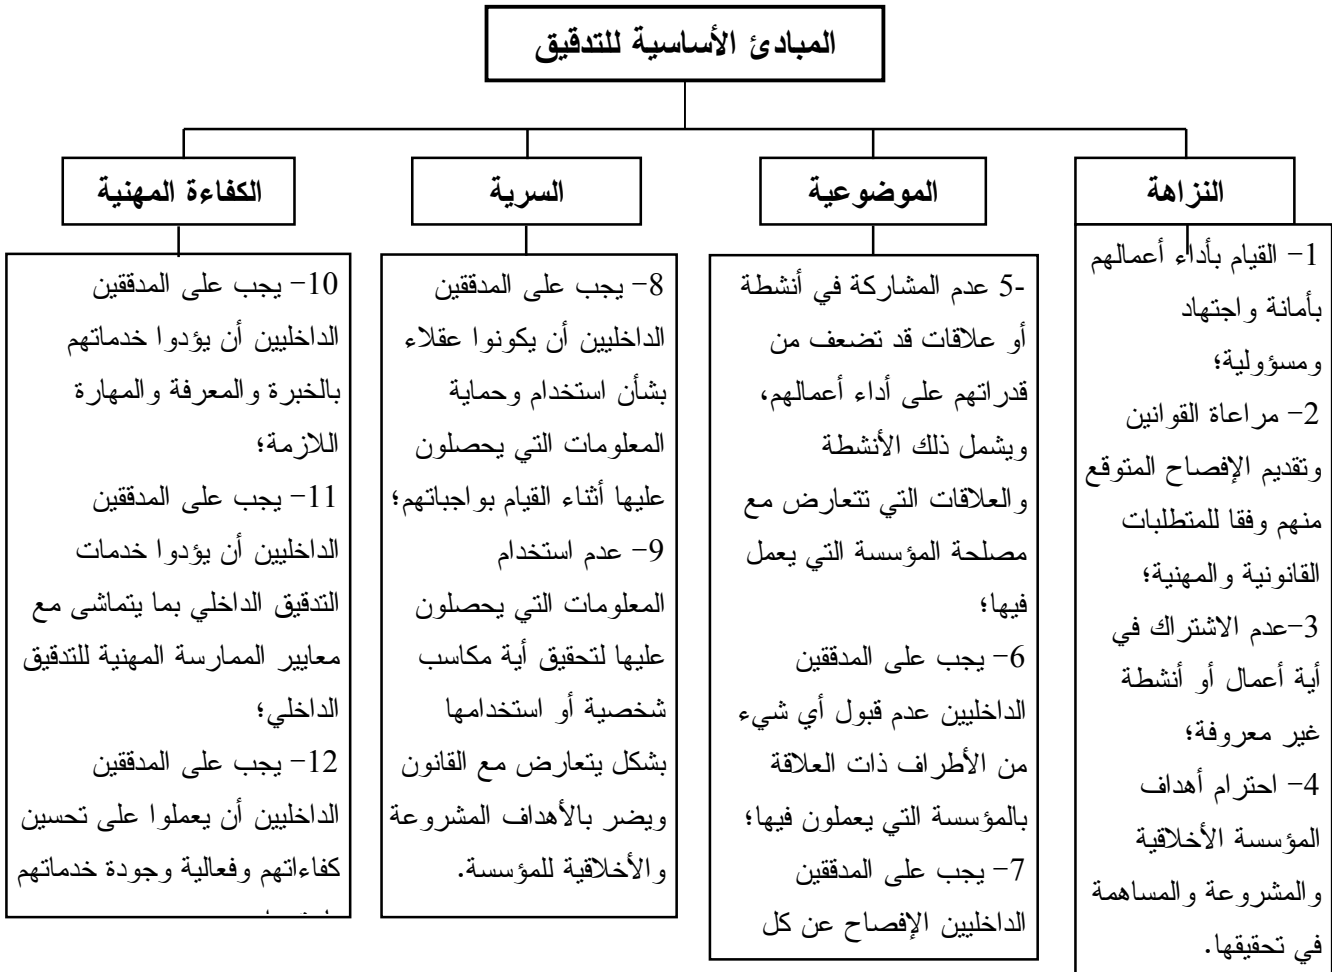 المبادئ الأساسية للتدقيق
النزاهة
1- القيام بأداء أعمالهم
بأمانة واجتهاد
ومسؤولية؛
2- مراعاة القوانين
وتقديم الإفصاح المتوقع
منهم وفقا للمتطلبات
القانونية والمهنية؛
3-عدم الاشتراك في
أية أعمال أو أنشطة
غير معروفة؛
4- احترام أهداف
المؤسسة الأخلاقية
والمشروعة والمساهمة
في تحقيقها.
الموضوعية
5- عدم المشاركة في أنشطة
أو علاقات قد تضعف من
قدراتهم على أداء أعمالهم،
ويشمل ذلك الأنشطة
والعلاقات التي تتعارض مع
مصلحة المؤسسة التي يعمل
فيها؛
6- يجب على المدققين
الداخليين عدم قبول أي شيء
من الأطراف ذات العلاقة
بالمؤسسة التي يعملون فيها؛
7- يجب على المدققين
الداخليين الإفصاح عن كل
السرية
8- يجب على المدققين
الداخليين أن يكونوا عقلاء
بشأن استخدام وحماية
المعلومات التي يحصلون
عليها أثناء القيام بواجباتهم؛
9- عدم استخدام
المعلومات التي يحصلون
عليها لتحقيق أية مكاسب
شخصية أو استخدامها
بشكل يتعارض مع القانون
ويضر بالأهداف المشروعة
والأخلاقية للمؤسسة.
الكفاءة المهنية
10- يجب على المدققين
الداخليين أن يؤدوا خدماتهم
بالخبرة والمعرفة والمهارة
اللازمة؛
11- يجب على المدققين
الداخليين أن يؤدوا خدمات
التدقيق الداخلي بما يتماشى مع
معايير الممارسة المهنية للتدقيق
الداخلي؛
12- يجب على المدققين
الداخليين أن يعملوا على تحسين
كفاءاتهم وفعالية وجودة خدماتهم